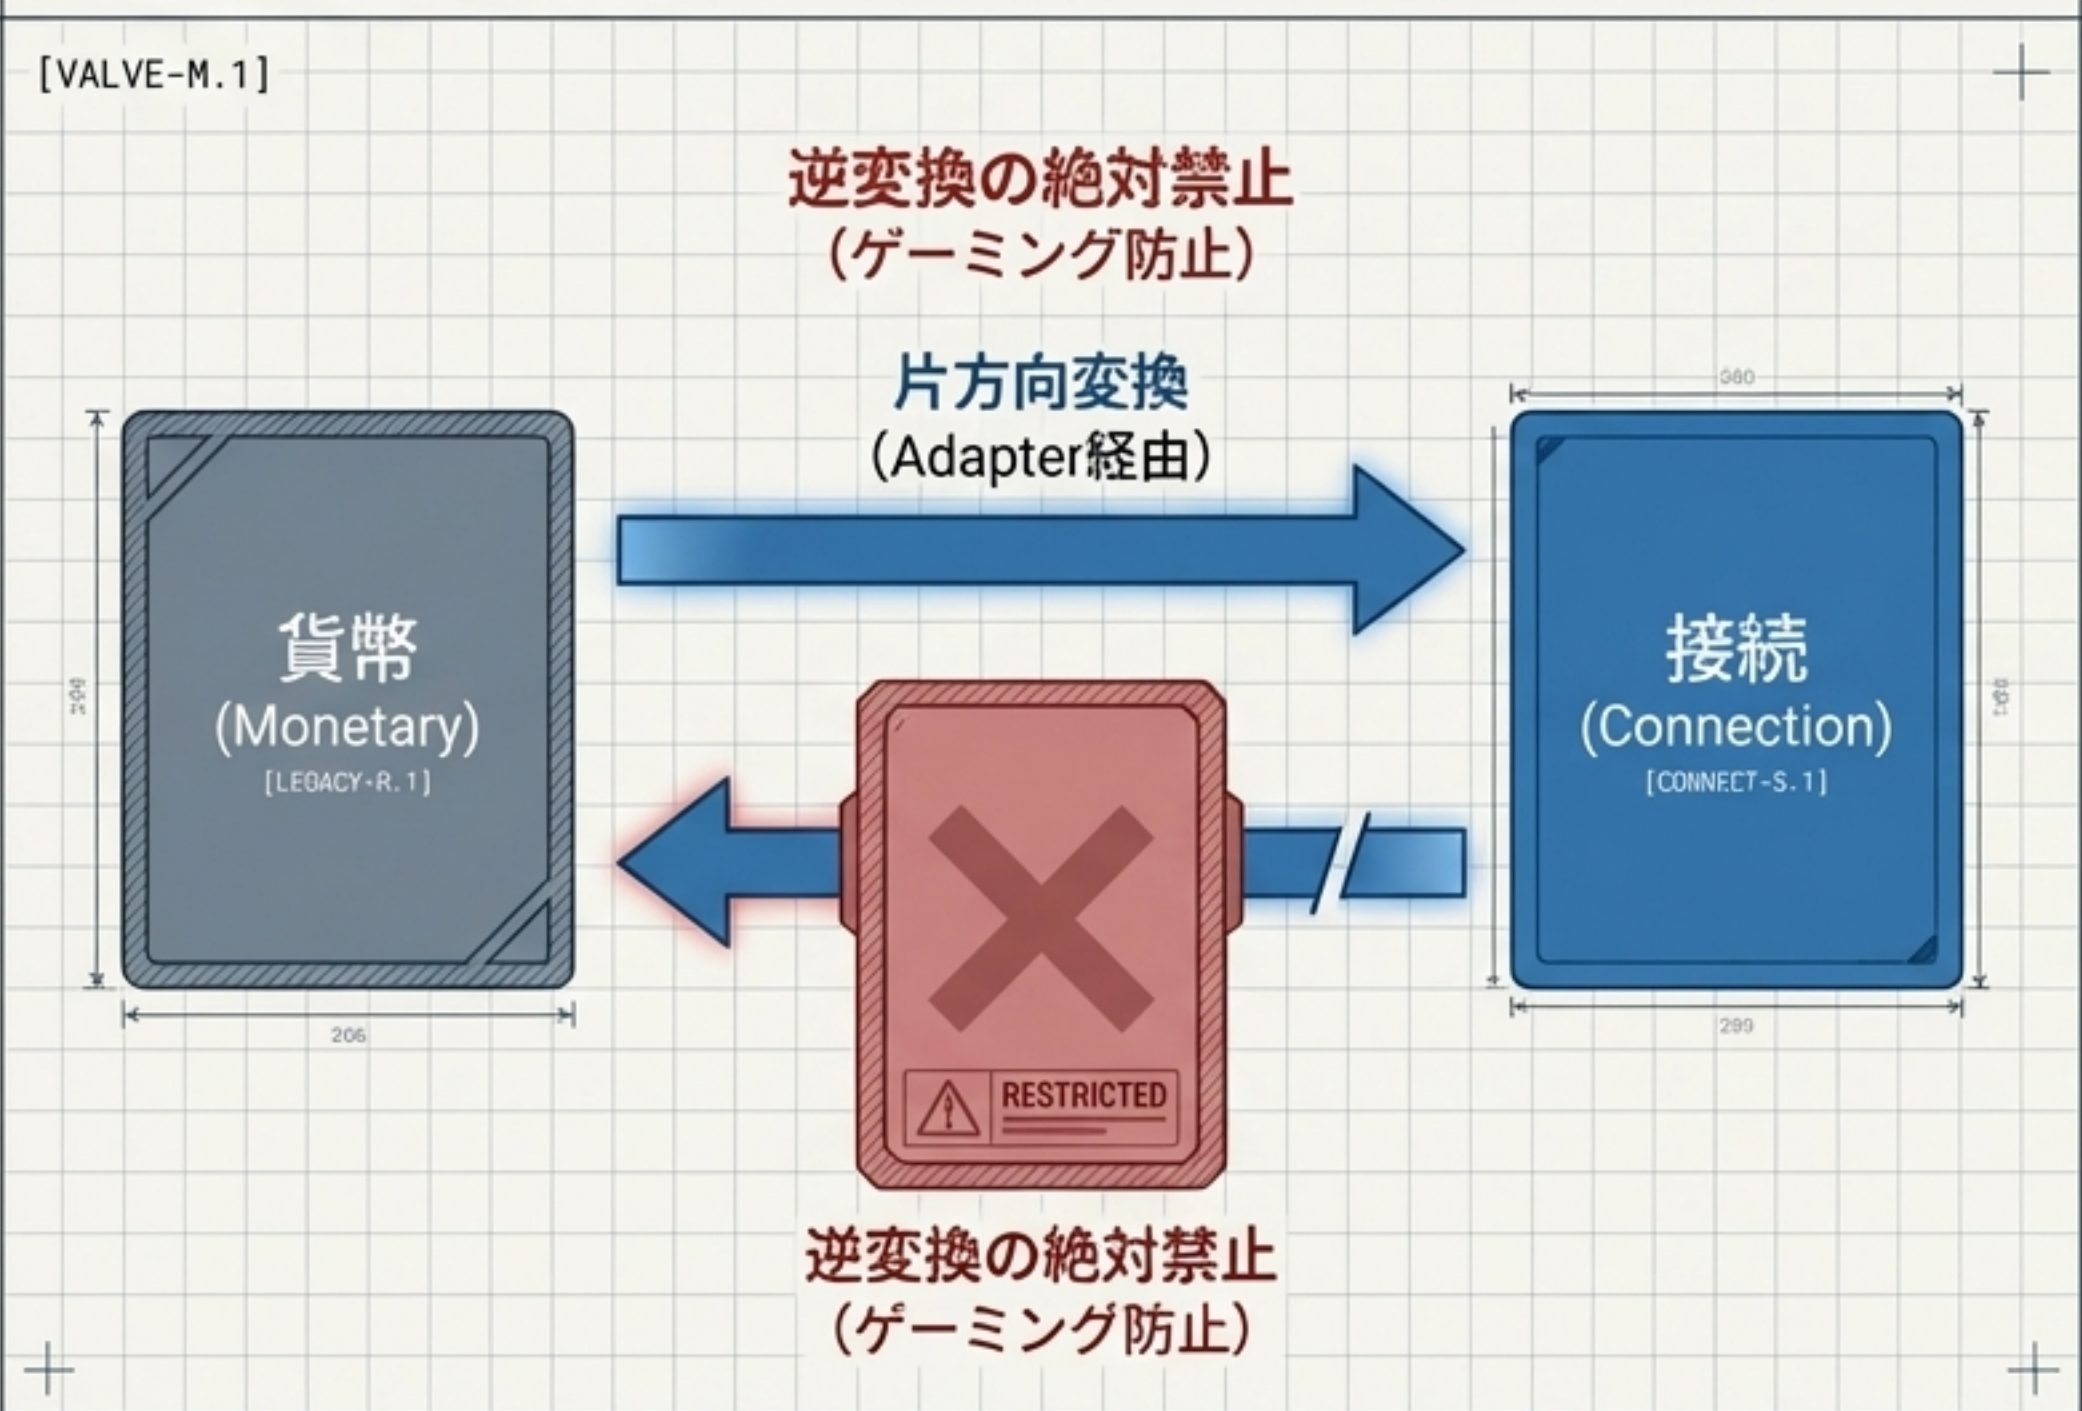 [VALVE-M.1]
逆変換の絶対禁止
（ゲーミング防止）
片方向変換
（Adapter経由）
380
貨幣
(Monetary)
[LEGACY-R.1]
接続
(Connection)
[CONNECT-S.1]
206
299
RESTRICTED
逆変換の絶対禁止
（ゲーミング防止）